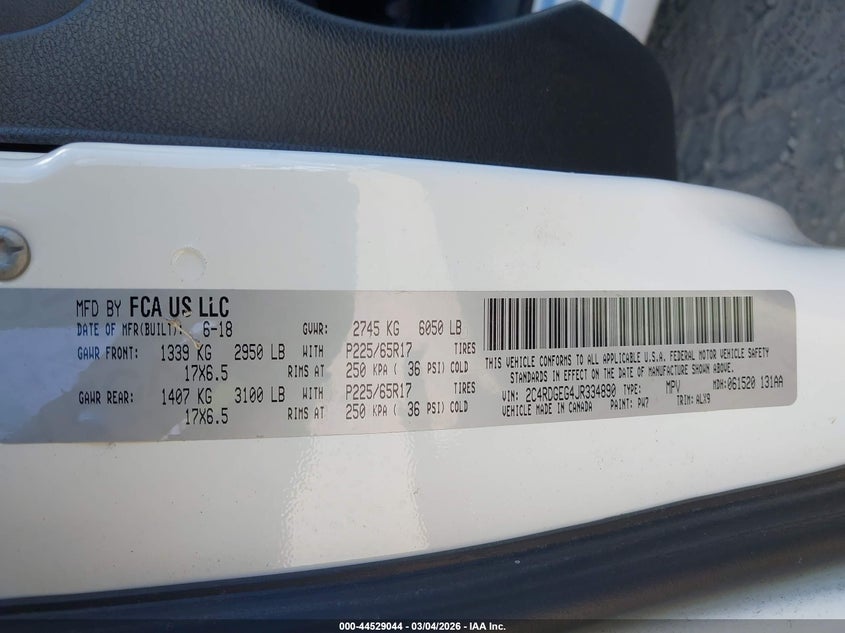 MFD BY FCA US LLC
DATE OF MFR(BUILT): 6-18 GVWR: 2745 KG 6050 LB
GAWR FRONT: 1339 KG 2950 LB WITH P225/65R17 TIRES
17X6.5 RIMS AT 250 KPA ( 36 PSI) COLD
GAWR REAR: 1407 KG 3100 LB WITH P225/65R17 TIRES
17X6.5 RIMS AT 250 KPA ( 36 PSI) COLD
THIS VEHICLE CONFORMS TO ALL APPLICABLE U.S.A. FEDERAL MOTOR VEHICLE SAFETY
STANDARDS IN EFFECT ON THE DATE OF MANUFACTURE SHOWN ABOVE.
VIN: 2C4RDGEG4JR334890 TYPE: MPV MDH: 061520 131AA
VEHICLE MADE IN CANADA PAINT: PW7 TRIM: ALX9
000-44529044 - 03/04/2026 - IAA Inc.